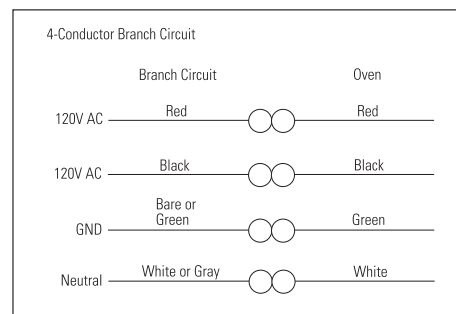 4-Conductor Branch Circuit
Branch Circuit Oven
120V AC Red Red
120V AC Black Black
Bare or
Green
GND Green
Neutral White or Gray White